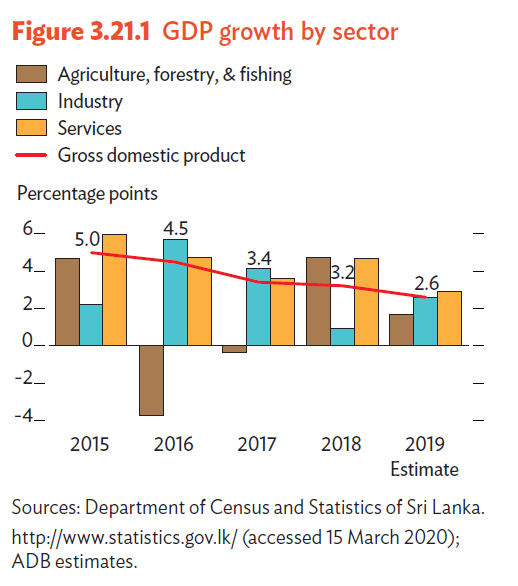 Figure 3.21.1 GDP growth by sector
Agriculture, forestry, & fishing
Industry
Services
Gross domestic product
Percentage points
6
4
2
0
-2
-4
5.0
4.5
3.4
3.2
2.6
2015 2016 2017 2018 2019
Estimate
Sources: Department of Census and Statistics of Sri Lanka.
http://www.statistics.gov.lk/ (accessed 15 March 2020);
ADB estimates.